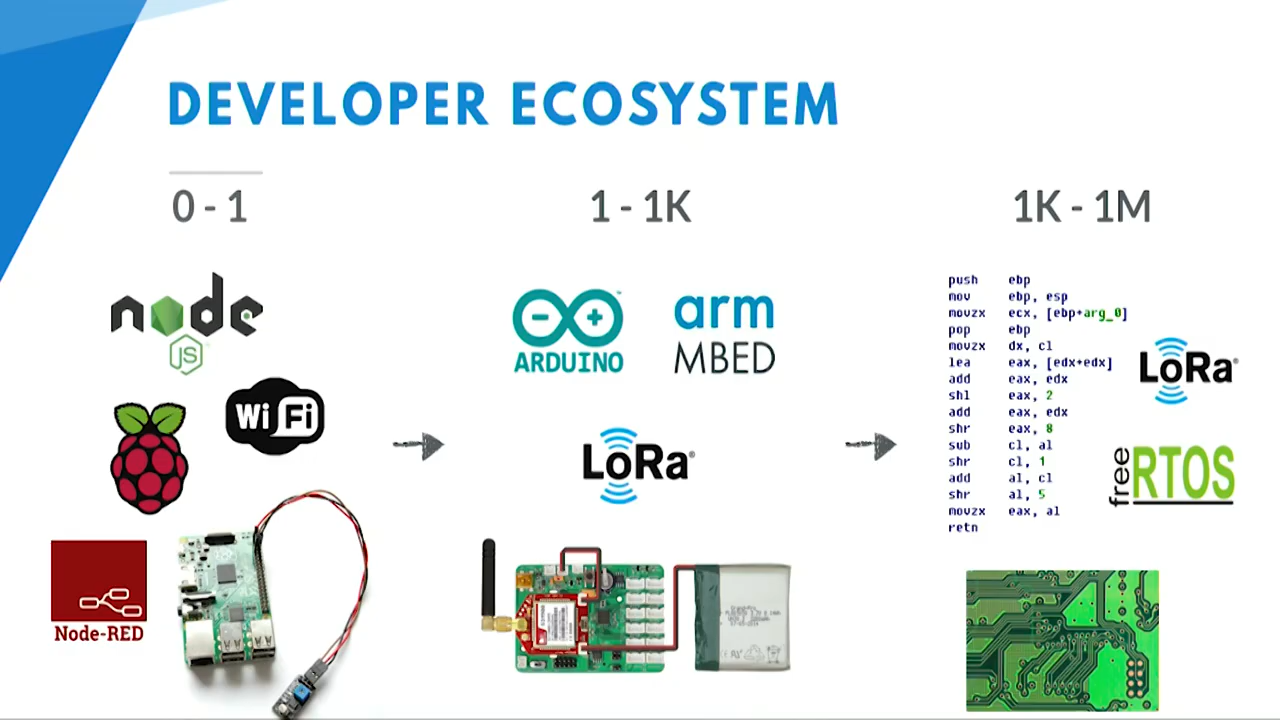 DEVELOPER ECOSYSTEM
0 - 1
node
JS
Wi Fi
Node-RED
1 - 1K
ARDUINO
arm
MBED
LoRa
1K - 1M
push ebp
mov ebp, esp
movzx ecx, [ebp+arg_0]
pop ebp
movzx dx, cl
lea eax, [edx+edx]
add eax, edx
shl eax, 2
add eax, edx
shr eax, 8
sub cl, al
shr cl, 1
add al, cl
shr al, 5
movzx eax, al
retn
LoRa
free
RTOS